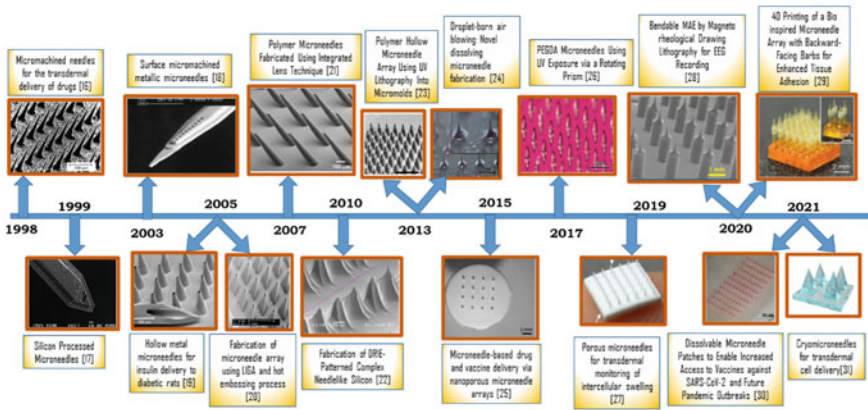 Micromachined needles
for the transdermal
delivery of drugs [16]
Surface micromachined
metallic microneedles [18]
Polymer Microneedles
Fabricated Using Integrated
Lens Technique [21]
Polymer Hollow
Microneedle
Array Using UV
Lithography Into
Micromolds [23]
Droplet-born air
blowing: Novel
dissolving
microneedle
fabrication [24]
PEGDA Microneedles Using
UV Exposure via a Rotating
Prism [26]
Bendable MAE by Magneto
rheological Drawing
Lithography for EEG
Recording
[28]
4D Printing of a Bio
inspired Microneedle
Array with Backward-
Facing Barbs for
Enhanced Tissue
Adhesion [29]
1998
1999
2003
2005
2007
2010
2013
2015
2017
2019
2020
2021
Silicon Processed
Microneedles [17]
Hollow metal
microneedles for
insulin delivery to
diabetic rats [19]
Fabrication of
microneedle array
using LIGA and hot
embossing process
[20]
Fabrication of DRIE-
Patterned Complex
Needlelike Silicon [22]
Microneedle-based drug
and vaccine delivery via
nanoporous microneedle
arrays [25]
Porous microneedles
for transdermal
monitoring of
intercellular swelling
[27]
Dissolvable Microneedle
Patches to Enable Increased
Access to Vaccines against
SARS-CoV-2 and Future
Pandemic Outbreaks [30]
Cryomicroneedles
for transdermal
cell delivery[31]